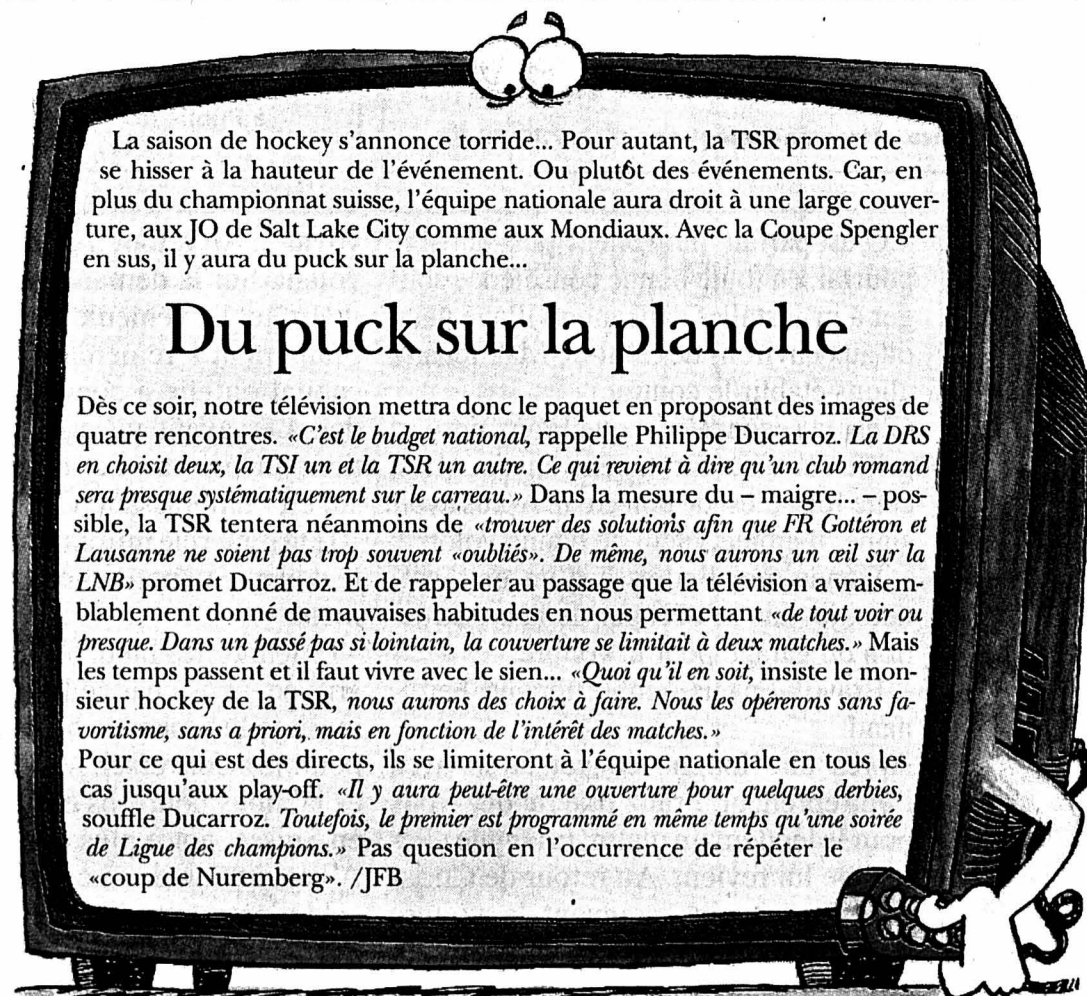 La saison de hockey s'annonce torride... Pour autant, la TSR promet de
se hisser à la hauteur de l'événement. Ou plutôt des événements. Car, en
plus du championnat suisse, l'équipe nationale aura droit à une large couver-
ture, aux JO de Salt Lake City comme aux Mondiaux. Avec la Coupe Spengler
en sus, il y aura du puck sur la planche...
Du puck sur la planche
Dès ce soir, notre télévision mettra donc le paquet en proposant des images de
quatre rencontres. «C'est le budget national, rappelle Philippe Ducarroz. La DRS
en choisit deux, la TSI un et la TSR un autre. Ce qui revient à dire qu'un club romand
sera presque systématiquement sur le carreau.» Dans la mesure du – maigre... – pos-
sible, la TSR tentera néanmoins de «trouver des solutions afin que FR Gottéron et
Lausanne ne soient pas trop souvent «oubliés». De même, nous aurons un œil sur la
LNB» promet Ducarroz. Et de rappeler au passage que la télévision a vraisem-
blablement donné de mauvaises habitudes en nous permettant «de tout voir ou
presque. Dans un passé pas si lointain, la couverture se limitait à deux matches.» Mais
les temps passent et il faut vivre avec le sien... «Quoi qu'il en soit, insiste le mon-
sieur hockey de la TSR, nous aurons des choix à faire. Nous les opérerons sans fa-
voritisme, sans a priori, mais en fonction de l'intérêt des matches.»
Pour ce qui est des directs, ils se limiteront à l'équipe nationale en tous les
cas jusqu'aux play-off. «Il y aura peut-être une ouverture pour quelques derbies,
souffle Ducarroz. Toutefois, le premier est programmé en même temps qu'une soirée
de Ligue des champions.» Pas question en l'occurrence de répéter le
«coup de Nuremberg». /JFB